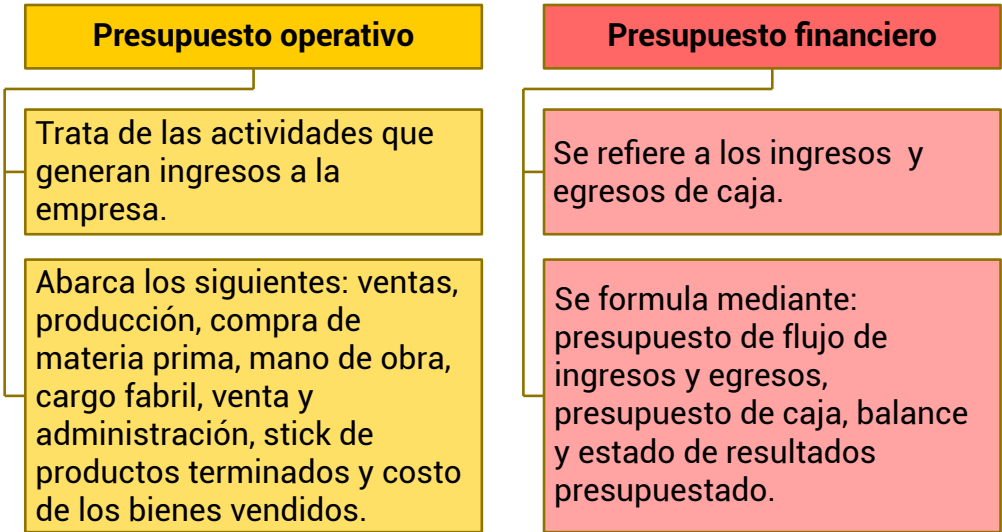 Presupuesto operativo
Trata de las actividades que
generan ingresos a la
empresa.
Abarca los siguientes: ventas,
producción, compra de
materia prima, mano de obra,
cargo fabril, venta y
administración, stick de
productos terminados y costo
de los bienes vendidos.
Presupuesto financiero
Se refiere a los ingresos  y
egresos de caja.
Se formula mediante:
presupuesto de flujo de
ingresos y egresos,
presupuesto de caja, balance
y estado de resultados
presupuestado.